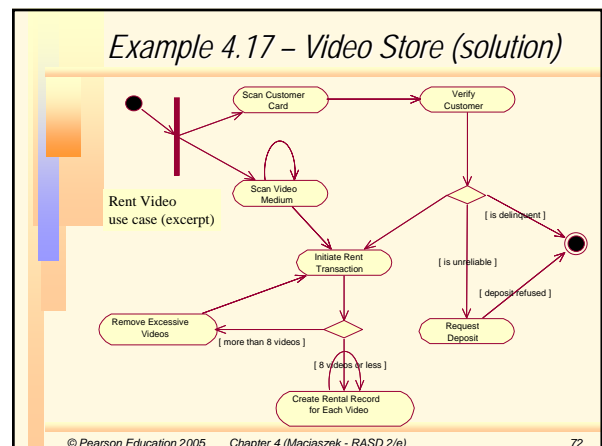 Example 4.17 – Video Store (solution)
Scan Customer
Card
Verify
Customer
Rent Video
use case (excerpt)
Scan Video
Medium
[ is delinquent ]
Initiate Rent
Transaction
[ is unreliable ]
[ deposit refused ]
Remove Excessive
Videos
[ more than 8 videos ]
Request
Deposit
[ 8 videos or less ]
Create Rental Record
for Each Video
© Pearson Education 2005 Chapter 4 (Maciaszek - RASD 2/e) 72